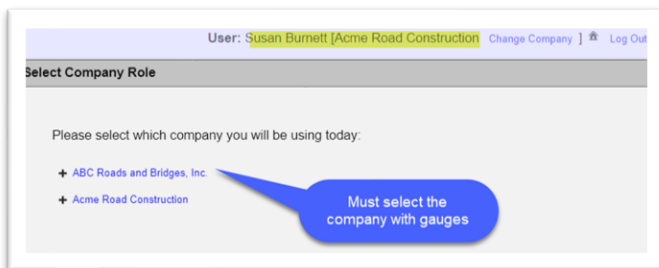 User: Susan Burnett [Acme Road Construction Change Company ] Log Out
Select Company Role
Please select which company you will be using today:
+ ABC Roads and Bridges, Inc.
+ Acme Road Construction
Must select the
company with gauges